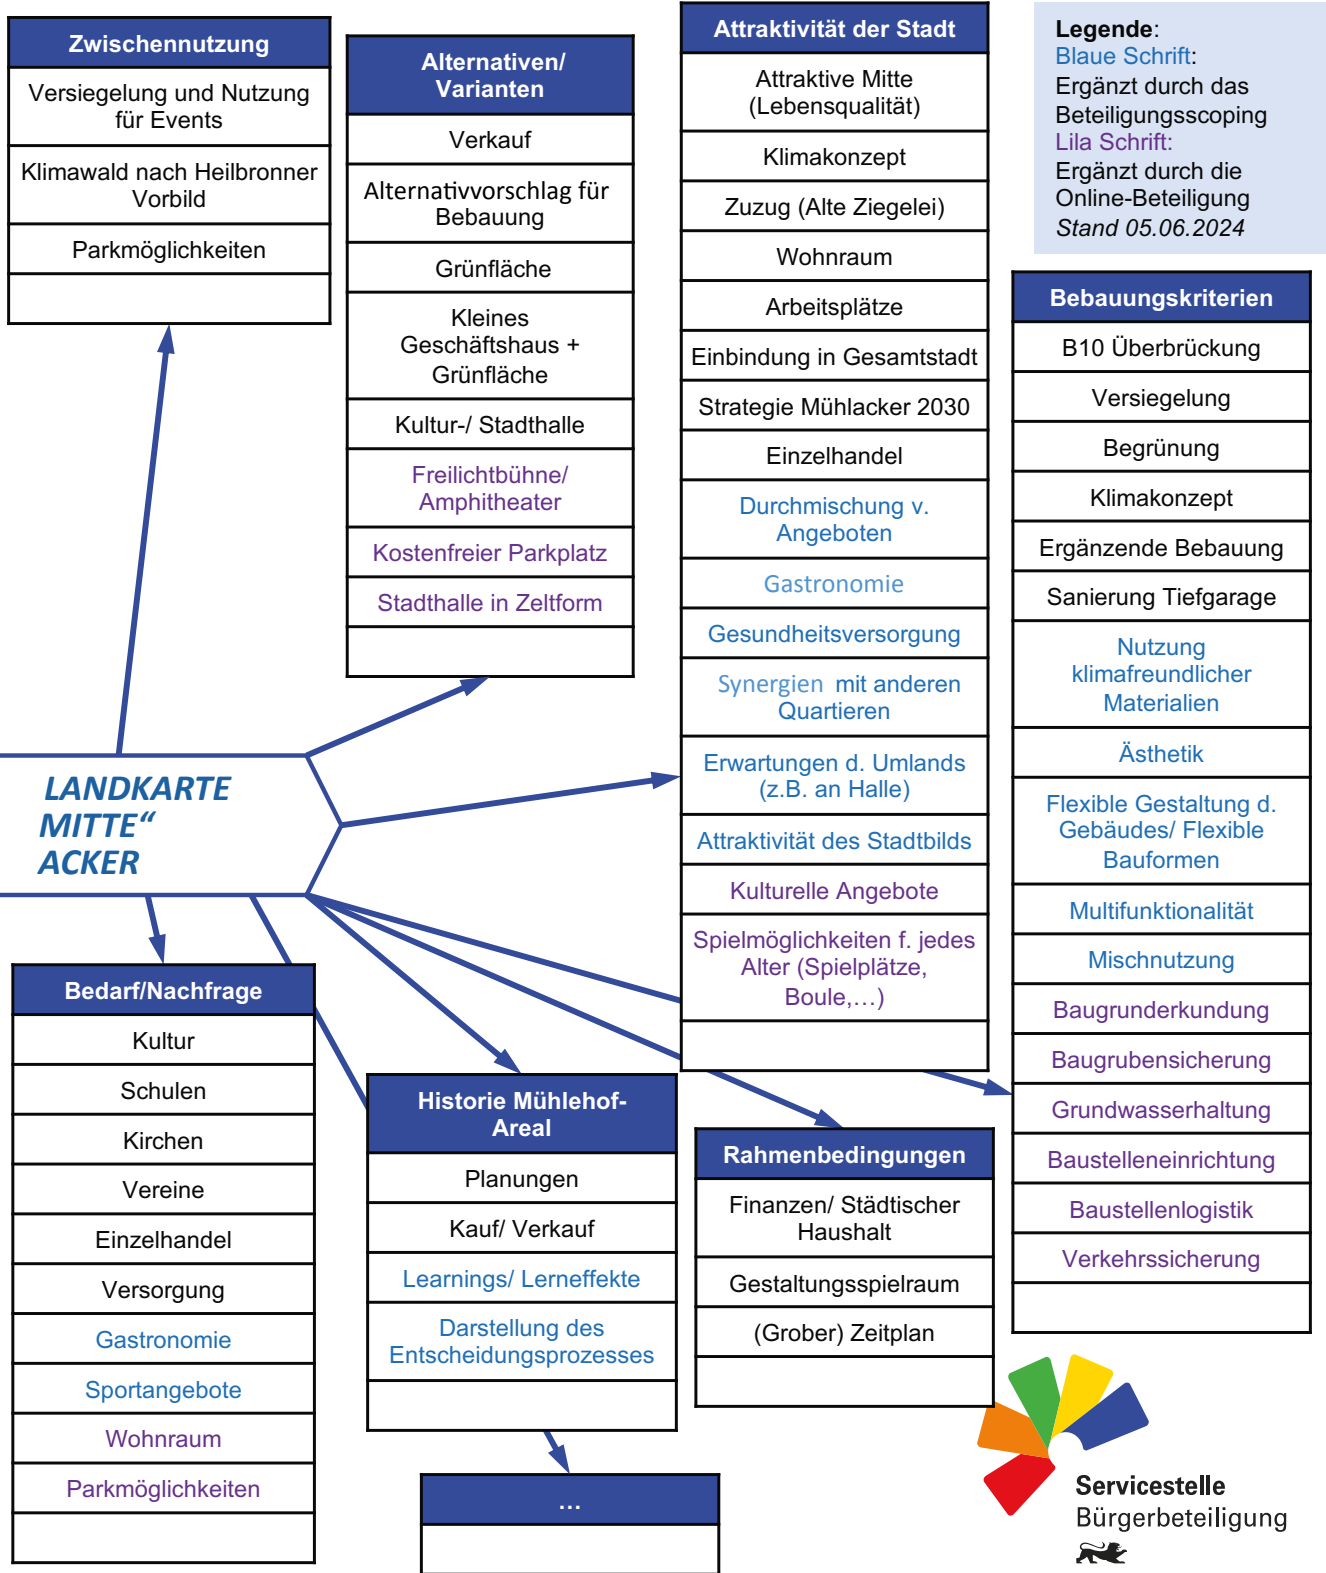 Zwischennutzung
Versiegelung und Nutzung
für Events
Klimawald nach Heilbronner
Vorbild
Parkmöglichkeiten
Alternativen/
Varianten
Verkauf
Alternativvorschlag für
Bebauung
Grünfläche
Kleines
Geschäftshaus +
Grünfläche
Kultur-/ Stadthalle
Freilichtbühne/
Amphitheater
Kostenfreier Parkplatz
Stadthalle in Zeltform
Attraktivität der Stadt
Attraktive Mitte
(Lebensqualität)
Klimakonzept
Zuzug (Alte Ziegelei)
Wohnraum
Arbeitsplätze
Einbindung in Gesamtstadt
Strategie Mühlacker 2030
Einzelhandel
Durchmischung v.
Angeboten
Gastronomie
Gesundheitsversorgung
Synergien mit anderen
Quartieren
Erwartungen d. Umlands
(z.B. an Halle)
Attraktivität des Stadtbilds
Kulturelle Angebote
Spielmöglichkeiten f. jedes
Alter (Spielplätze,
Boule,…)
Legende:
Blaue Schrift:
Ergänzt durch das
Beteiligungsscoping
Lila Schrift:
Ergänzt durch die
Online-Beteiligung
Stand 05.06.2024
Bebauungskriterien
B10 Überbrückung
Versiegelung
Begrünung
Klimakonzept
Ergänzende Bebauung
Sanierung Tiefgarage
Nutzung
klimafreundlicher
Materialien
Ästhetik
Flexible Gestaltung d.
Gebäudes/ Flexible
Bauformen
Multifunktionalität
Mischnutzung
Baugrunderkundung
Baugrubensicherung
Grundwasserhaltung
Baustelleneinrichtung
Baustellenlogistik
Verkehrssicherung
LANDKARTE
MITTE“
ACKER
Bedarf/Nachfrage
Kultur
Schulen
Kirchen
Vereine
Einzelhandel
Versorgung
Gastronomie
Sportangebote
Wohnraum
Parkmöglichkeiten
Historie Mühlehof-
Areal
Planungen
Kauf/ Verkauf
Learnings/ Lerneffekte
Darstellung des
Entscheidungsprozesses
Rahmenbedingungen
Finanzen/ Städtischer
Haushalt
Gestaltungsspielraum
(Grober) Zeitplan
…
Servicestelle
Bürgerbeteiligung